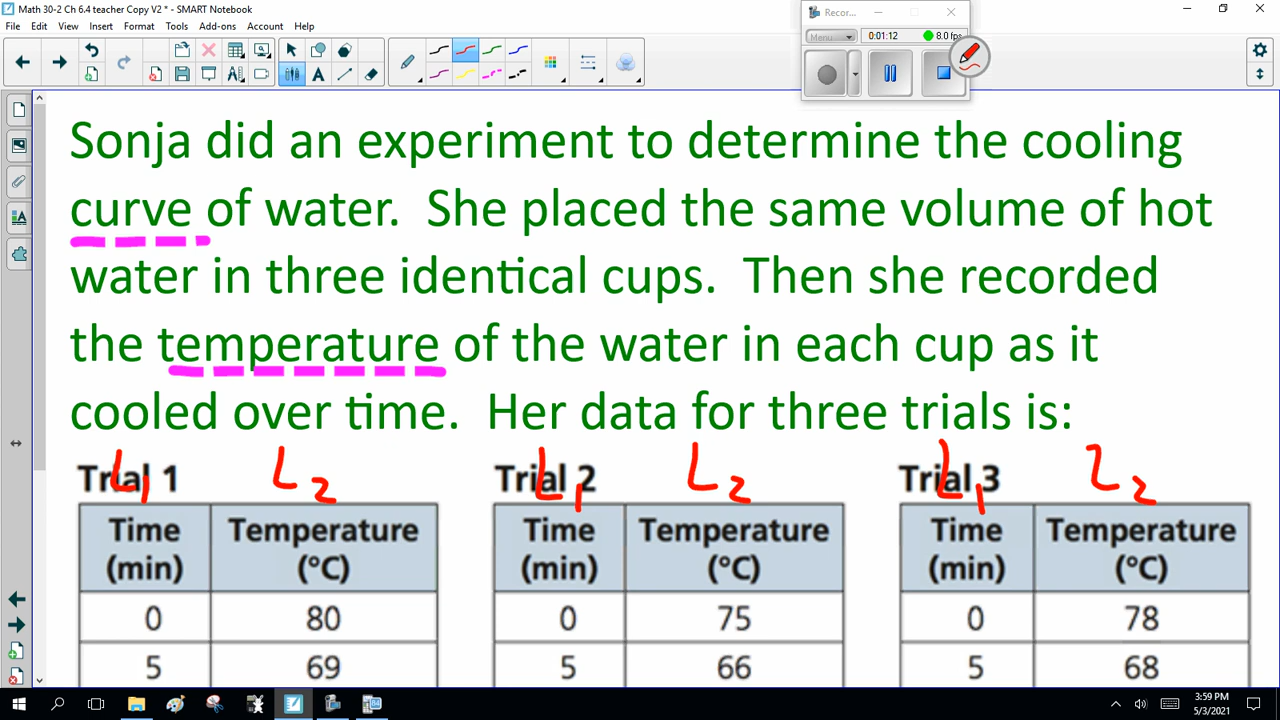 Math 30-2 Ch 6.4 teacher Copy V2 * - SMART Notebook
File Edit View Insert Format Tools Add-ons Account Help
Recor...
Menu 0:01:12 8.0 fps
Sonja did an experiment to determine the cooling
curve of water. She placed the same volume of hot
water in three identical cups. Then she recorded
the temperature of the water in each cup as it
cooled over time. Her data for three trials is:
L1 L2 L1 L2 L1 L2
Trial 1 Trial 2 Trial 3
Time (min) Temperature (°C) Time (min) Temperature (°C) Time (min) Temperature (°C)
0 80 0 75 0 78
5 69 5 66 5 68
3:59 PM
5/3/2021